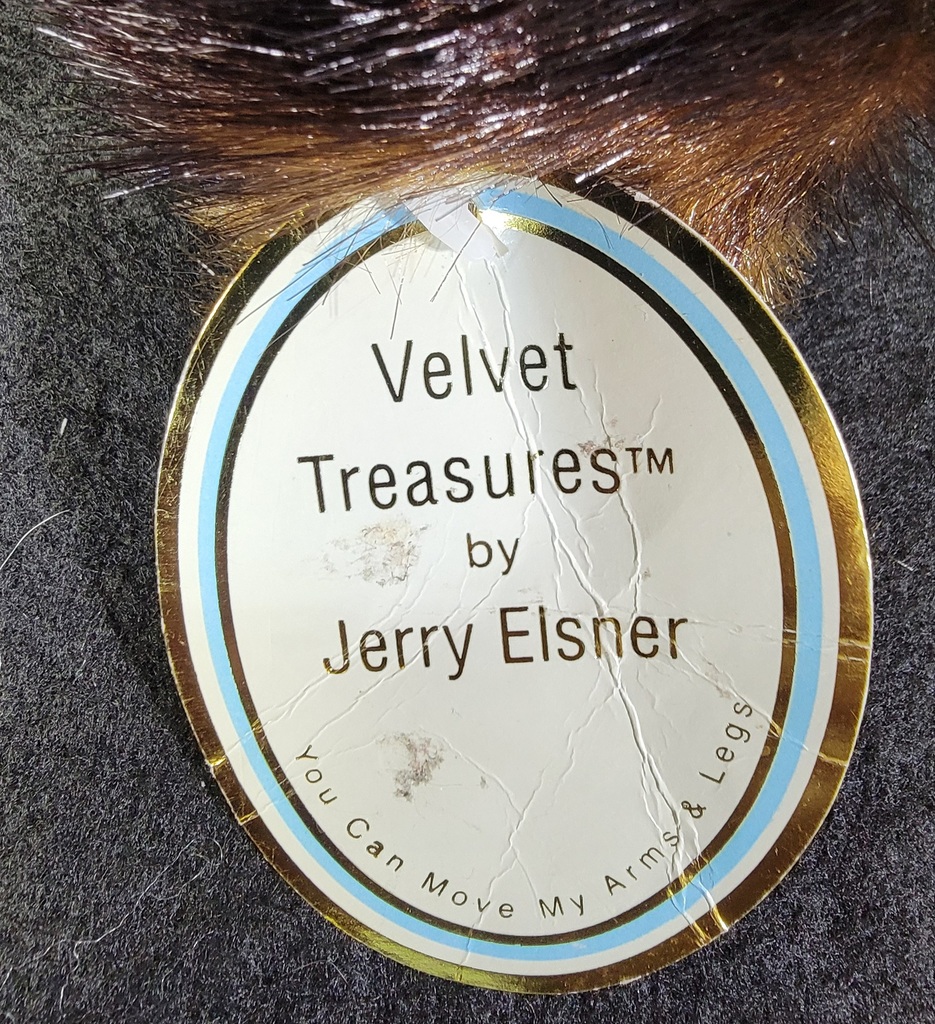 Velvet
Treasures™
by
Jerry Elsner
You Can Move My Arms & Legs